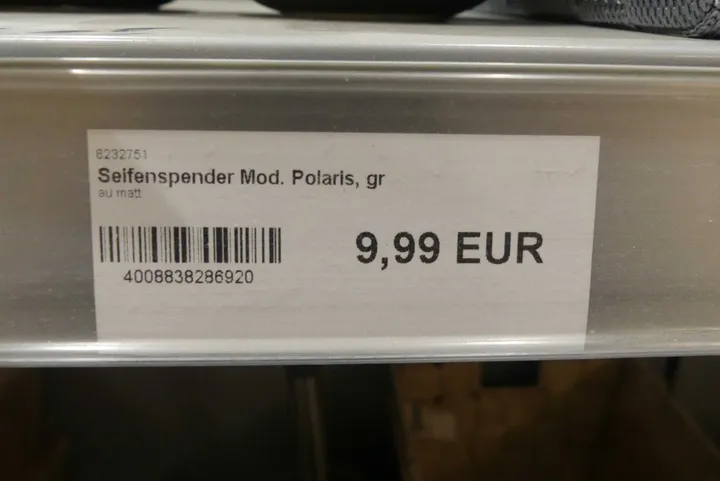 8232751
Seifenspender Mod. Polaris, gr
au matt
9,99 EUR
4008838286920